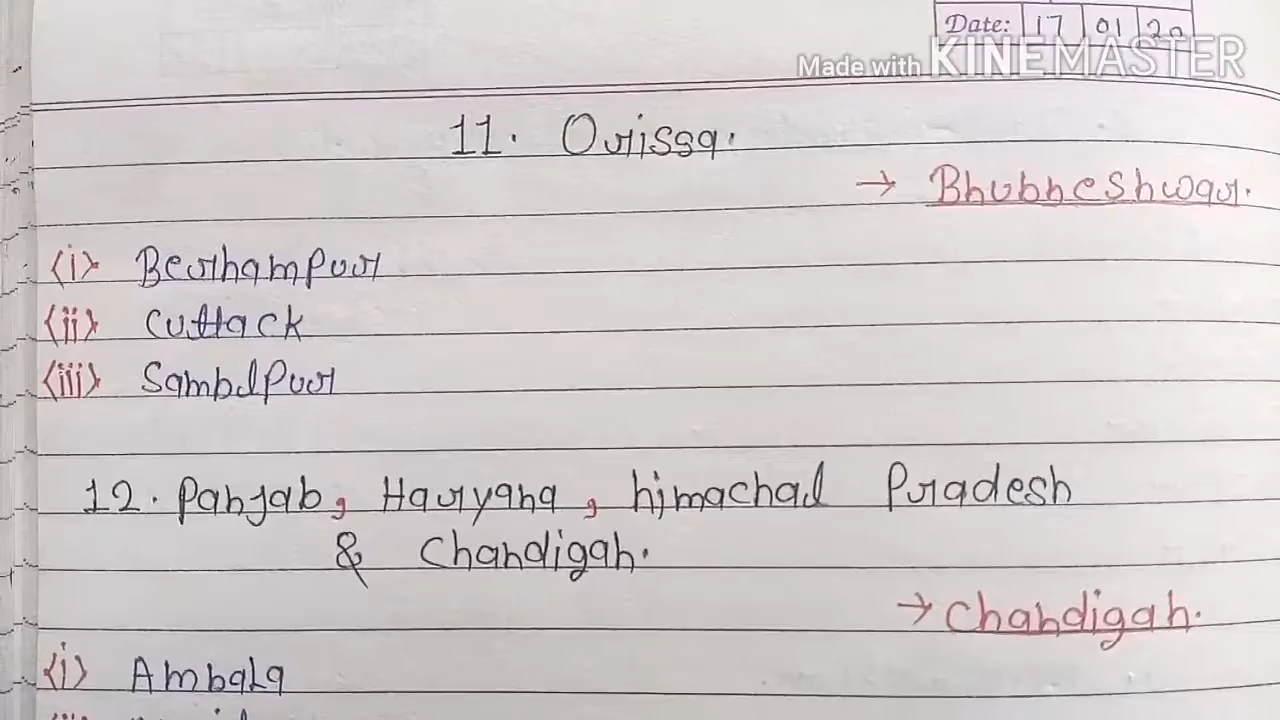 Date: 17 01 20
Made with KINEMASTER
11. Orissa.
→ Bhubneshwar.
(i) Berhampur
(ii) Cuttack
(iii) Samblpur
12. Panjab, Haryana, himachal Pradesh
& Chandigah.
→ Chandigah.
(i) Ambala